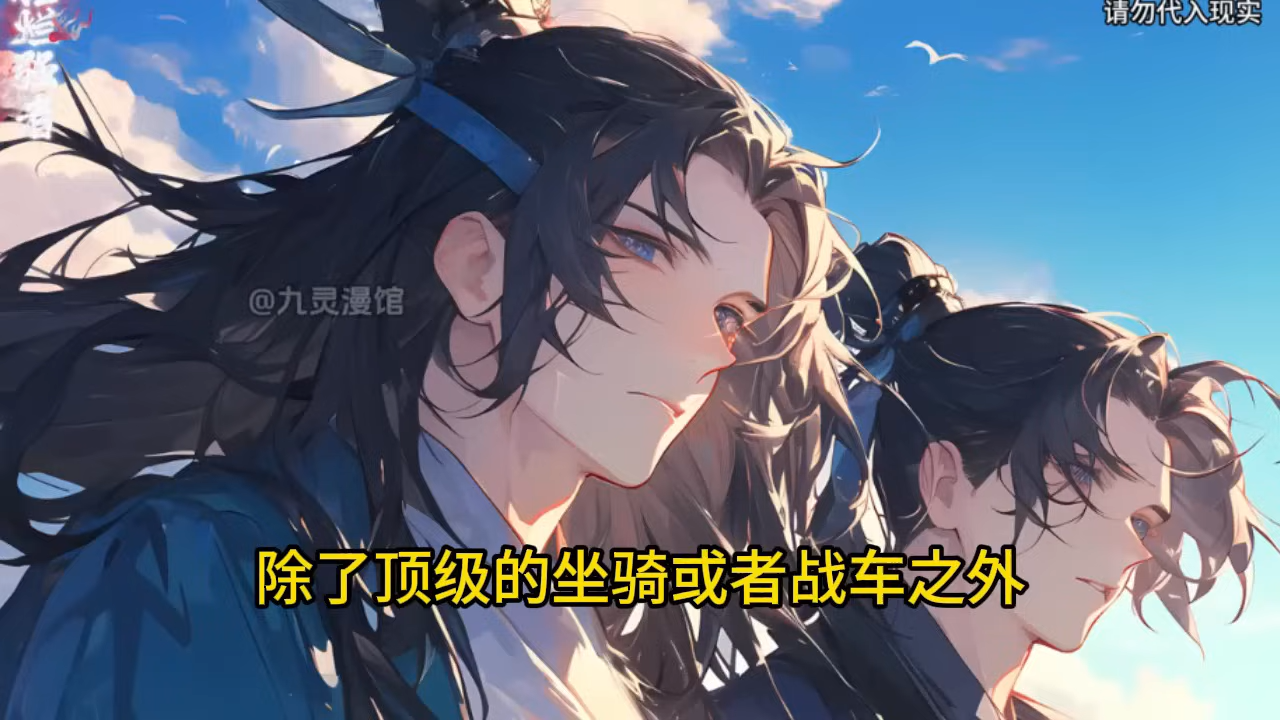 请勿代入现实
@九灵漫馆
除了顶级的坐骑或者战车之外